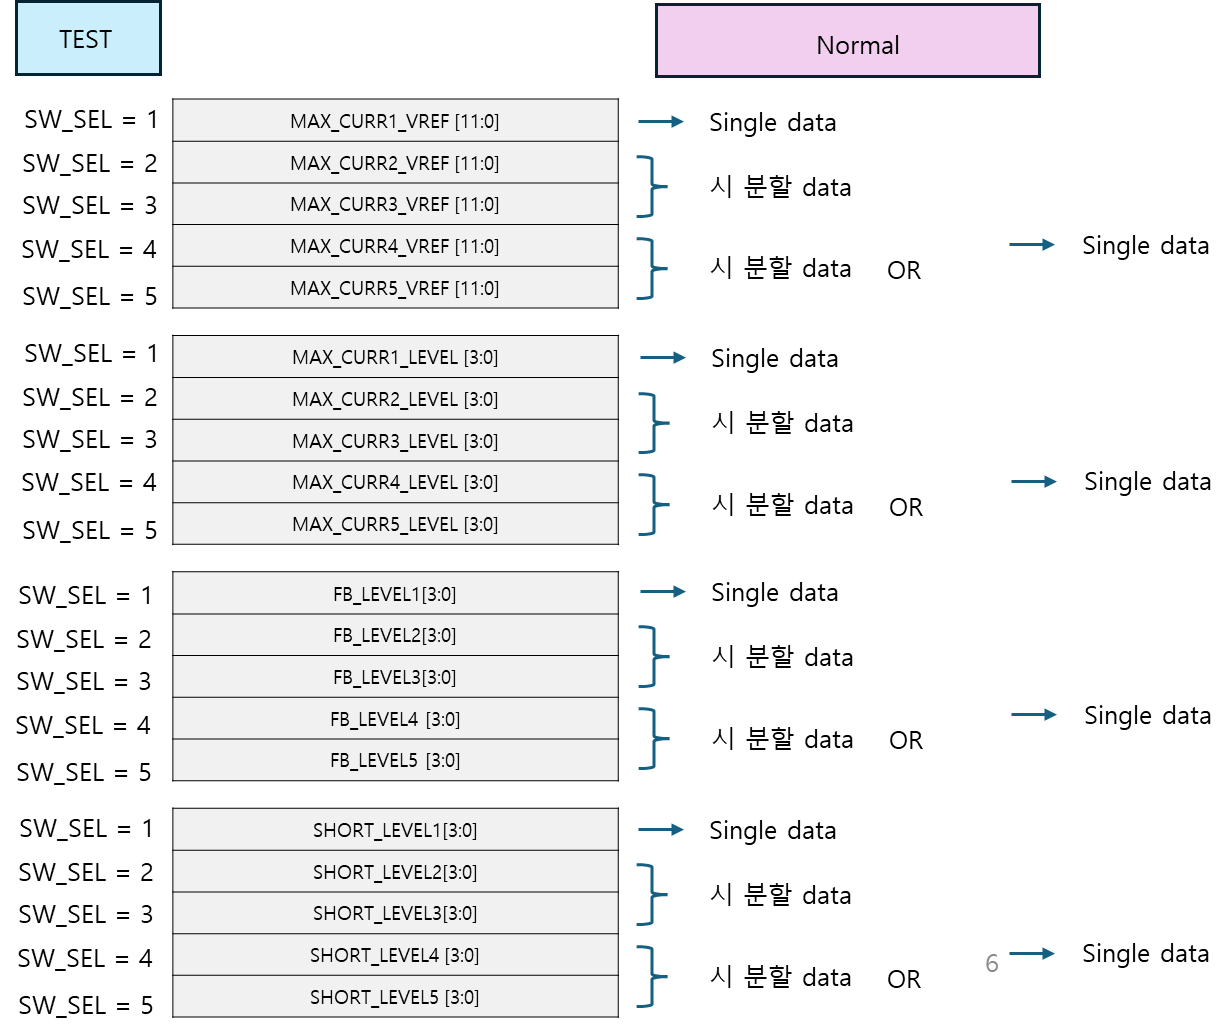 TEST
Normal
SW_SEL = 1 MAX_CURR1_VREF [11:0] Single data
SW_SEL = 2 MAX_CURR2_VREF [11:0]
시 분할 data
SW_SEL = 3 MAX_CURR3_VREF [11:0]
SW_SEL = 4 MAX_CURR4_VREF [11:0] Single data
시 분할 data OR
SW_SEL = 5 MAX_CURR5_VREF [11:0]
SW_SEL = 1 MAX_CURR1_LEVEL [3:0] Single data
SW_SEL = 2 MAX_CURR2_LEVEL [3:0]
시 분할 data
SW_SEL = 3 MAX_CURR3_LEVEL [3:0]
SW_SEL = 4 MAX_CURR4_LEVEL [3:0] Single data
시 분할 data OR
SW_SEL = 5 MAX_CURR5_LEVEL [3:0]
SW_SEL = 1 FB_LEVEL1[3:0] Single data
SW_SEL = 2 FB_LEVEL2[3:0]
시 분할 data
SW_SEL = 3 FB_LEVEL3[3:0]
SW_SEL = 4 FB_LEVEL4 [3:0] Single data
시 분할 data OR
SW_SEL = 5 FB_LEVEL5 [3:0]
SW_SEL = 1 SHORT_LEVEL1[3:0] Single data
SW_SEL = 2 SHORT_LEVEL2[3:0]
시 분할 data
SW_SEL = 3 SHORT_LEVEL3[3:0]
SW_SEL = 4 SHORT_LEVEL4 [3:0] 6 Single data
시 분할 data OR
SW_SEL = 5 SHORT_LEVEL5 [3:0]